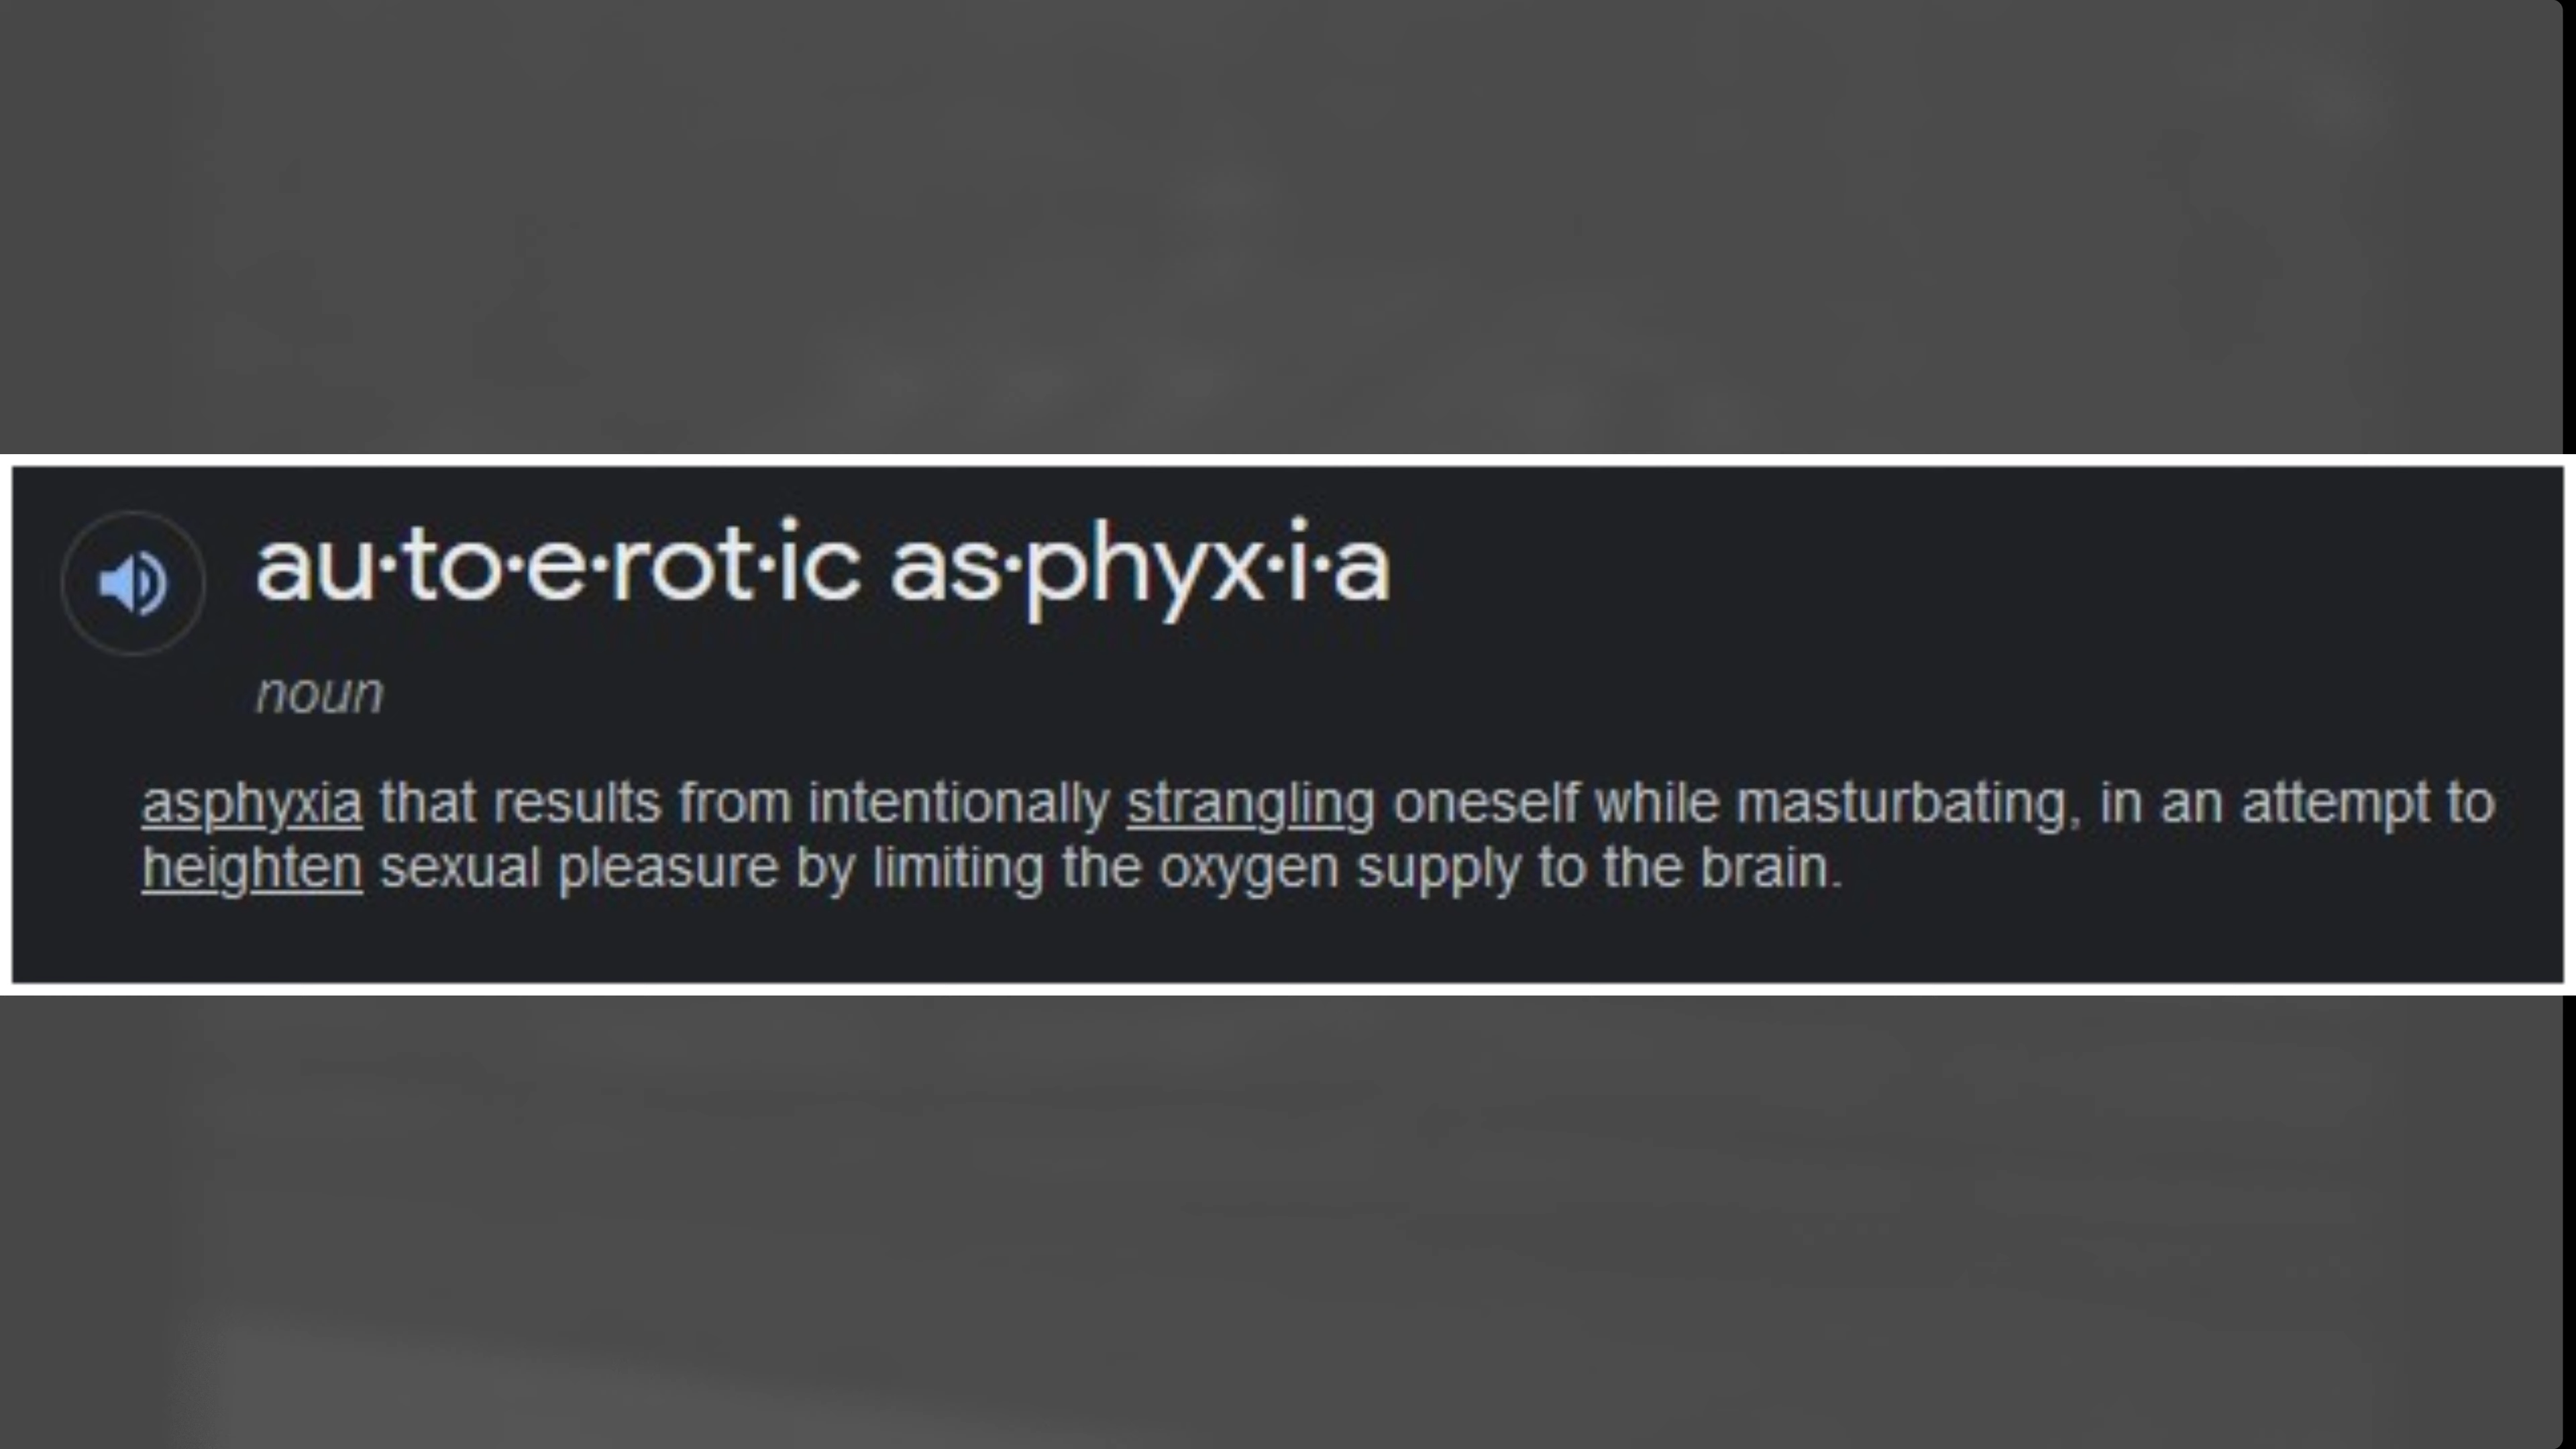 au·to·e·rot·ic as·phyx·i·a
noun
asphyxia that results from intentionally strangling oneself while masturbating, in an attempt to
heighten sexual pleasure by limiting the oxygen supply to the brain.